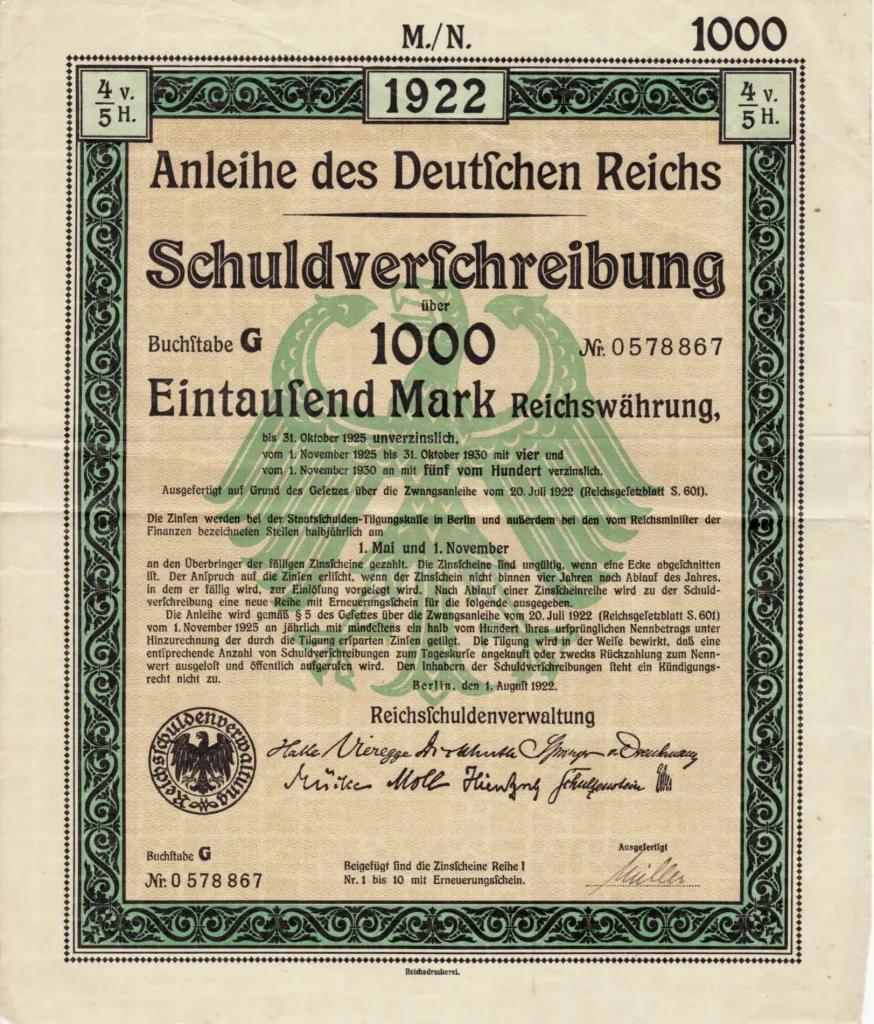 M./N.
1000
4/5 v. H.
1922
4/5 v. H.
Anleihe des Deutſchen Reichs
Schuldverſchreibung
über
Buchſtabe G 1000 Nr. 0578867
Eintauſend Mark Reichswährung,
bis 31. Oktober 1925 unverzinslich,
vom 1. November 1925 bis 31. Oktober 1930 mit vier und
vom 1. November 1930 an mit fünf vom Hundert verzinslich.
Ausgefertigt auf Grund des Geſetzes über die Zwangsanleihe vom 20. Juli 1922 (Reichsgeſetzblatt S. 601).
Die Zinſen werden bei der Staatsſchulden-Tilgungskaſſe in Berlin und außerdem bei den vom Reichsminiſter der
Finanzen bezeichneten Stellen halbjährlich am
1. Mai und 1. November
an den Überbringer der fälligen Zinsſcheine gezahlt. Die Zinsſcheine ſind ungültig, wenn eine Ecke abgeſchnitten
iſt. Der Anſpruch auf die Zinſen erliſcht, wenn der Zinsſchein nicht binnen vier Jahren nach Ablauf des Jahres,
in dem er fällig wird, zur Einlöſung vorgelegt wird. Nach Ablauf einer Zinsſcheinreihe wird zu der Schuld-
verſchreibung eine neue Reihe mit Erneuerungsſchein für die folgende ausgegeben.
Die Anleihe wird gemäß § 5 des Geſetzes über die Zwangsanleihe vom 20. Juli 1922 (Reichsgeſetzblatt S. 601)
vom 1. November 1925 an jährlich mit mindeſtens ein halb vom Hundert ihres urſprünglichen Nennbetrags unter
Hinzurechnung der durch die Tilgung erſparten Zinſen getilgt. Die Tilgung wird in der Weiſe bewirkt, daß eine
entſprechende Anzahl von Schuldverſchreibungen zum Tageskurſe angekauft oder zwecks Rückzahlung zum Nenn-
wert ausgeloſt und öffentlich aufgerufen wird. Den Inhabern der Schuldverſchreibungen ſteht ein Kündigungs-
recht nicht zu.
Berlin, den 1. Auguſt 1922.
Reichsſchuldenverwaltung
Reichsschuldenverwaltung
Halle Vieregge Springer
Mücke Moll Schulzenstein
Buchſtabe G
Nr. 0578867
Beigefügt ſind die Zinsſcheine Reihe I
Nr. 1 bis 10 mit Erneuerungsſchein.
Ausgefertigt
Müller
Reichsdruckerei.